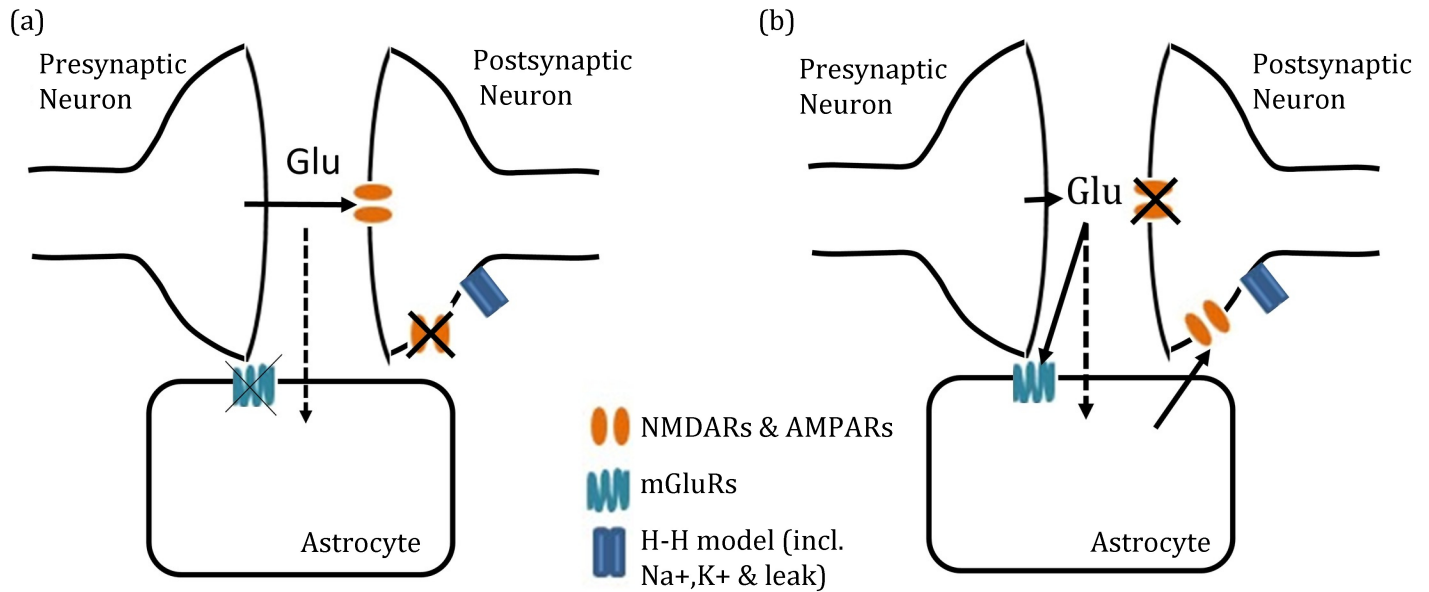 (a)
Presynaptic
Neuron
Postsynaptic
Neuron
Glu
Astrocyte
NMDARs & AMPARs
mGluRs
H-H model (incl.
Na+,K+ & leak)
(b)
Presynaptic
Neuron
Postsynaptic
Neuron
Glu
Astrocyte